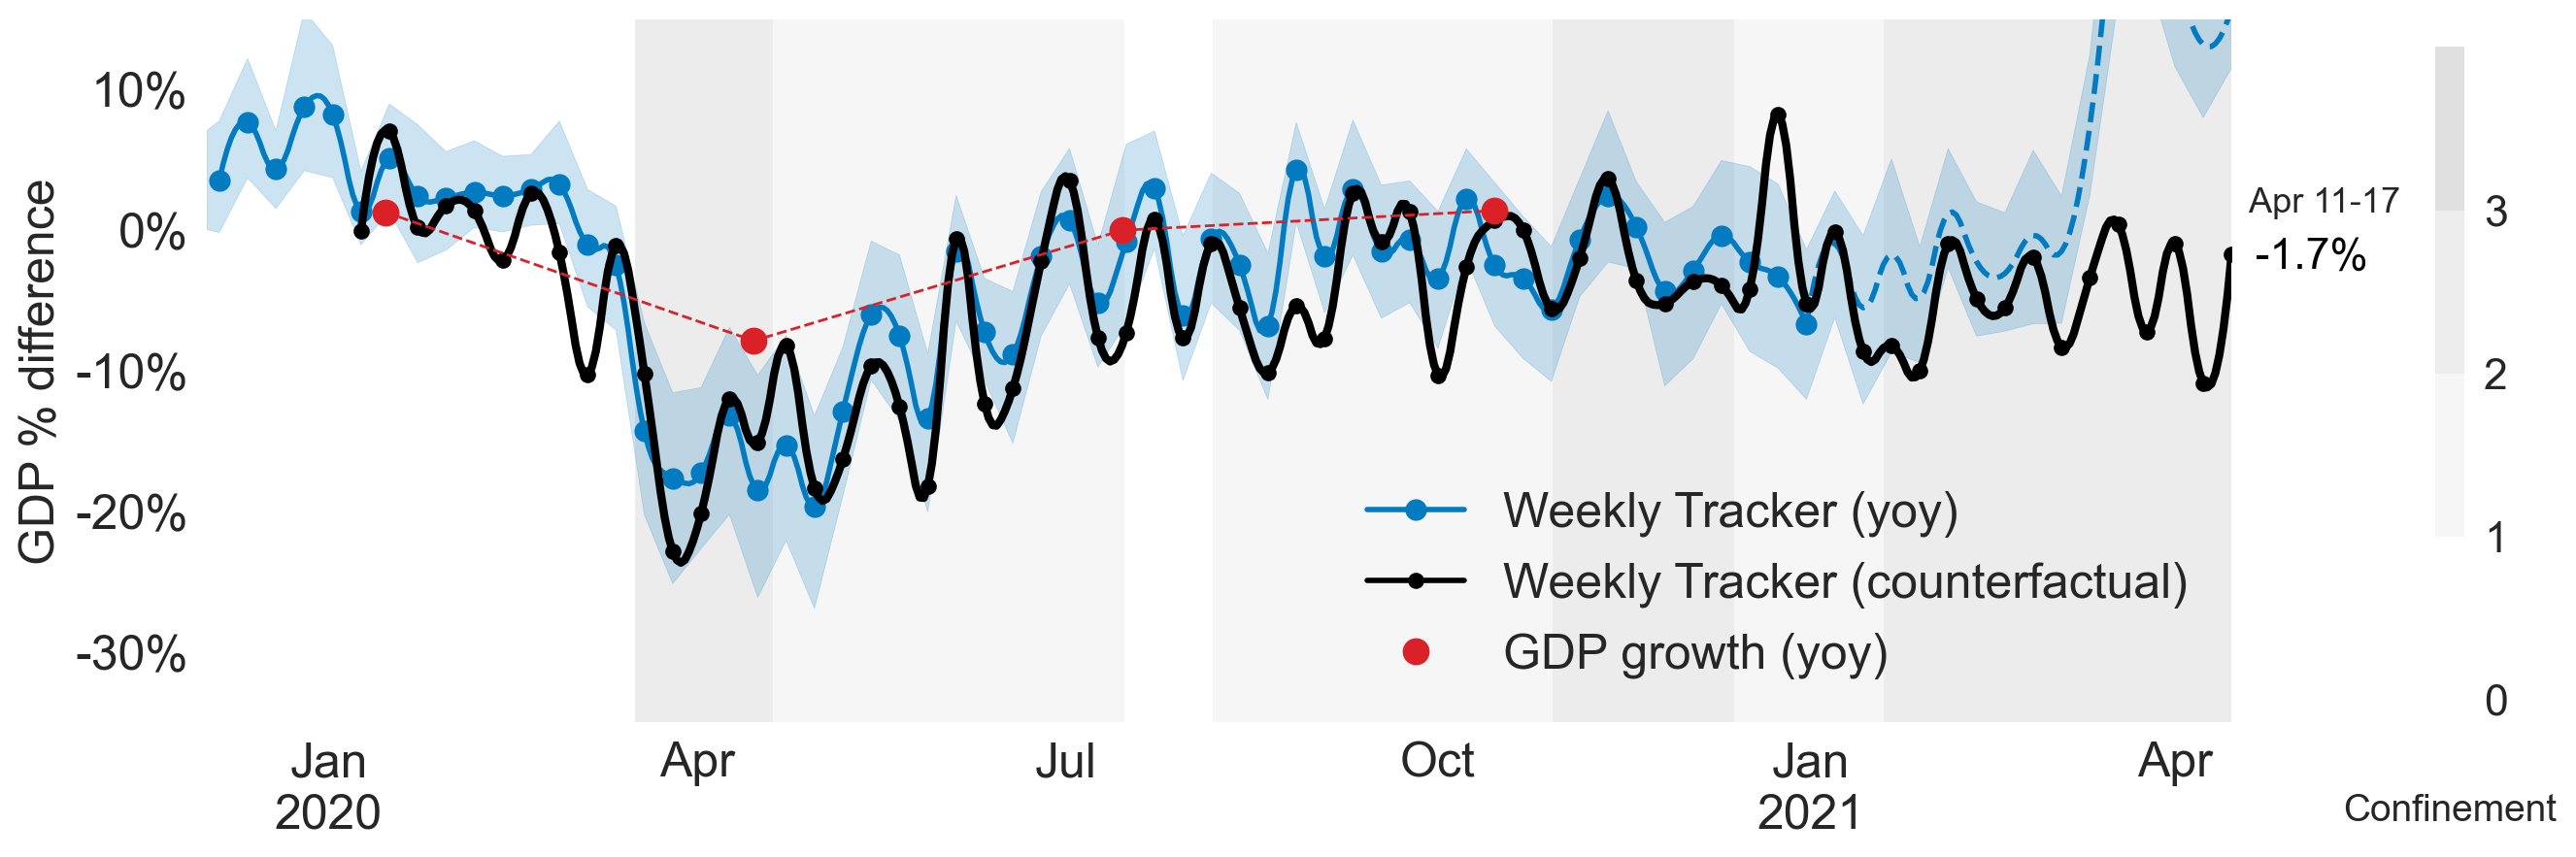 GDP % difference
10%
0%
-10%
-20%
-30%
Weekly Tracker (yoy)
Weekly Tracker (counterfactual)
GDP growth (yoy)
Jan
2020
Apr
Jul
Oct
Jan
2021
Apr
Apr 11-17
-1.7%
3
2
1
0
Confinement